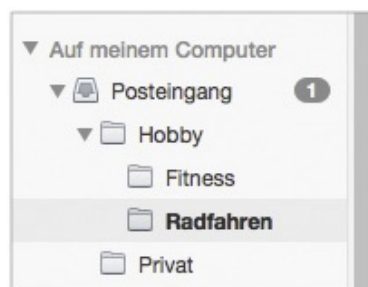 Auf meinem Computer
Posteingang 1
Hobby
Fitness
Radfahren
Privat